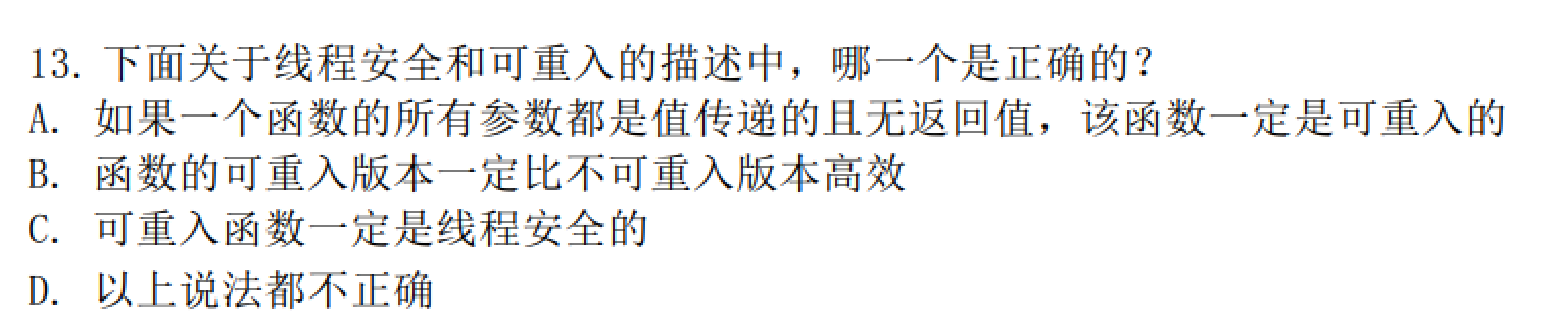 13. 下面关于线程安全和可重入的描述中，哪一个是正确的？
A. 如果一个函数的所有参数都是值传递的且无返回值，该函数一定是可重入的
B. 函数的可重入版本一定比不可重入版本高效
C. 可重入函数一定是线程安全的
D. 以上说法都不正确